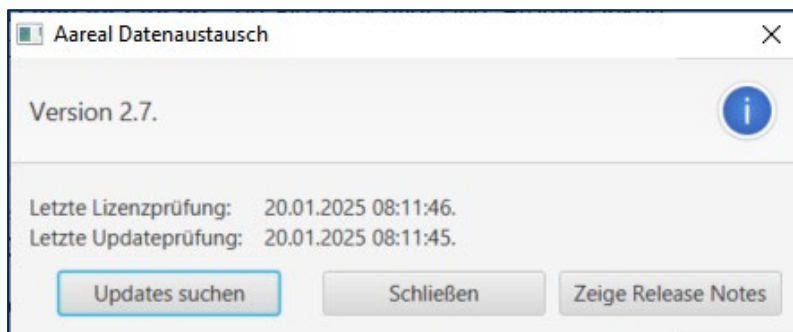 Aareal Datenaustausch
Version 2.7.
Letzte Lizenzprüfung: 20.01.2025 08:11:46.
Letzte Updateprüfung: 20.01.2025 08:11:45.
Updates suchen Schließen Zeige Release Notes